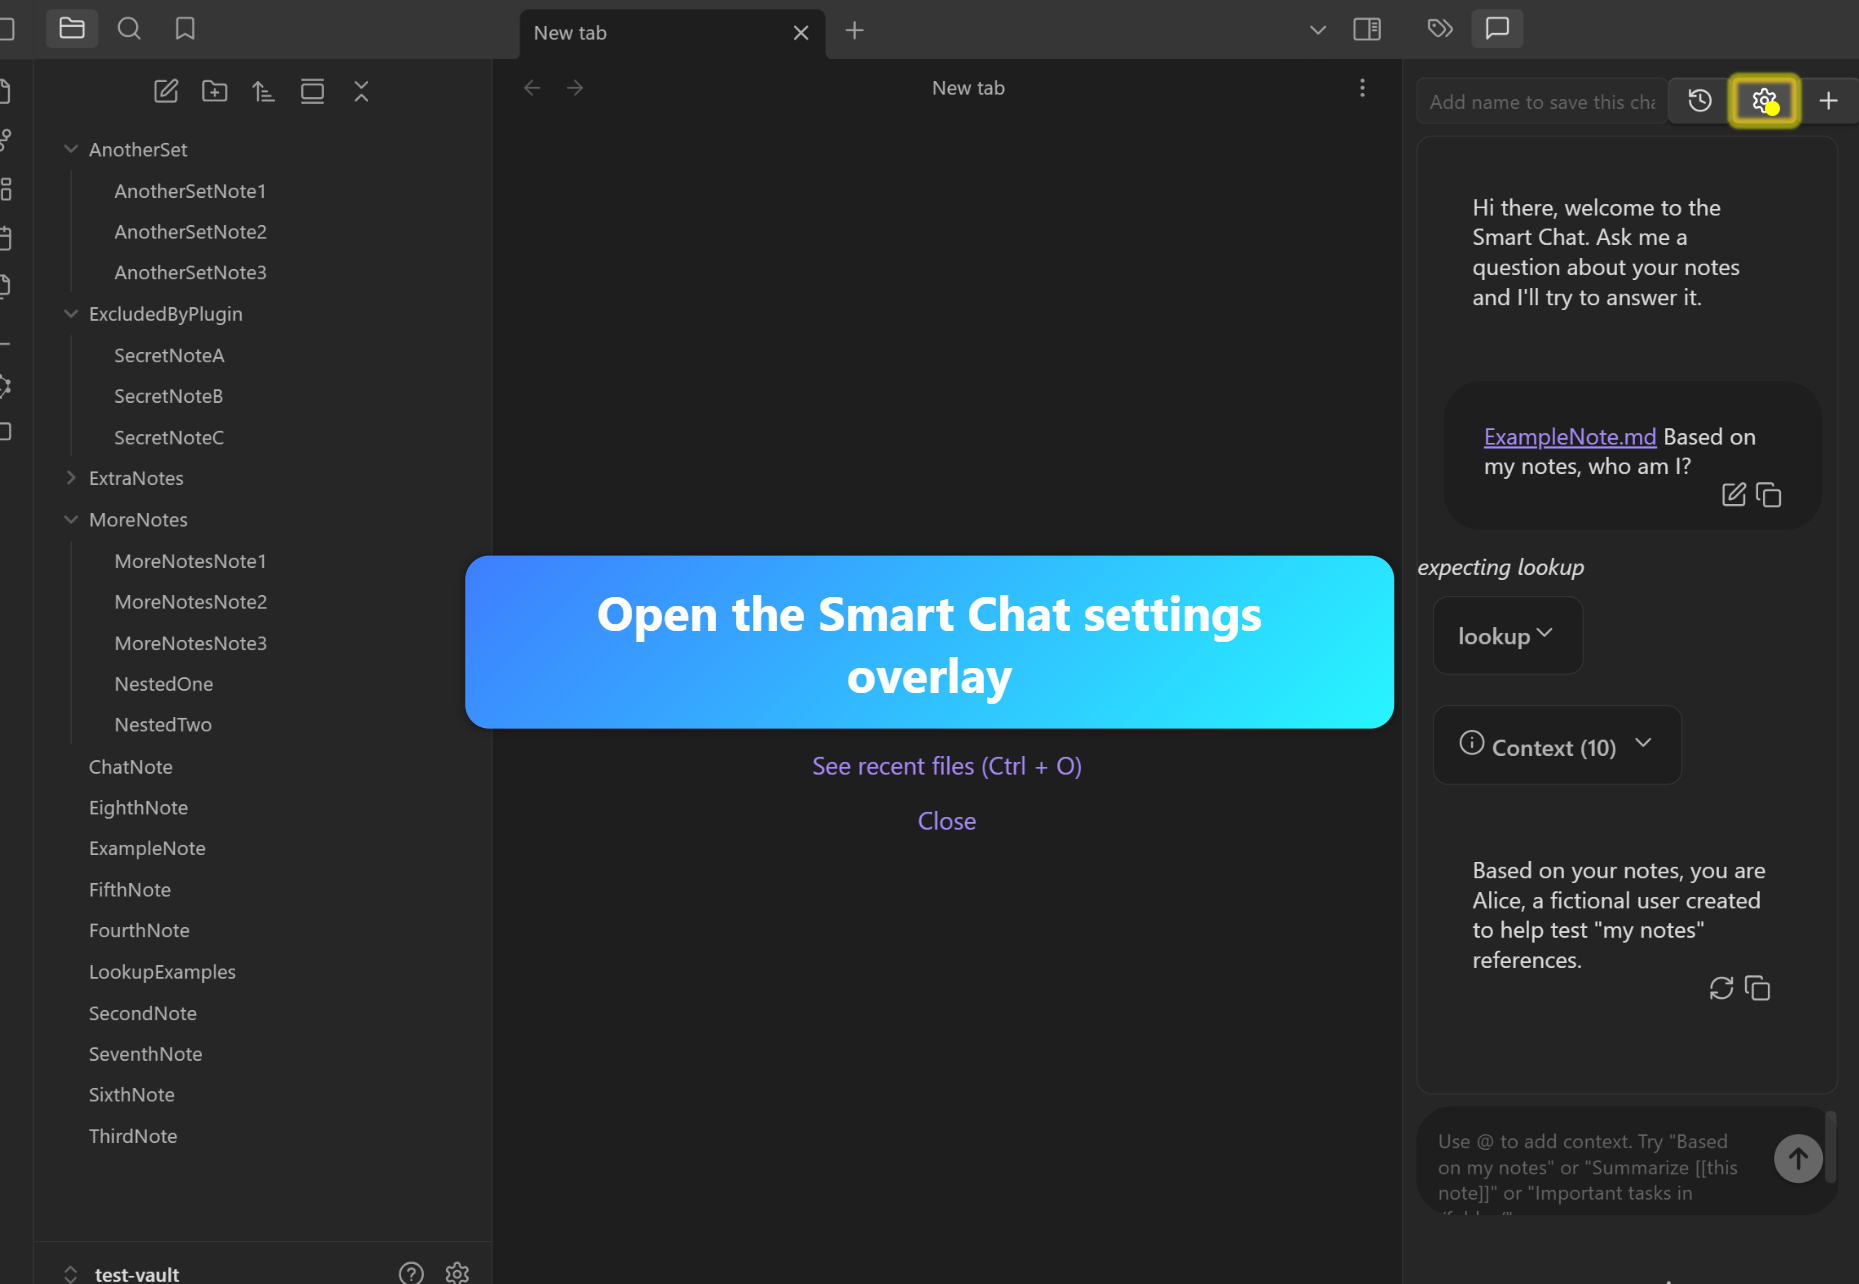 New tab
New tab
Add name to save this cha
AnotherSet
AnotherSetNote1
AnotherSetNote2
AnotherSetNote3
ExcludedByPlugin
SecretNoteA
SecretNoteB
SecretNoteC
ExtraNotes
MoreNotes
MoreNotesNote1
MoreNotesNote2
MoreNotesNote3
NestedOne
NestedTwo
ChatNote
EighthNote
ExampleNote
FifthNote
FourthNote
LookupExamples
SecondNote
SeventhNote
SixthNote
ThirdNote
test-vault
Open the Smart Chat settings
overlay
See recent files (Ctrl + O)
Close
Hi there, welcome to the
Smart Chat. Ask me a
question about your notes
and I'll try to answer it.
ExampleNote.md Based on
my notes, who am I?
expecting lookup
lookup
Context (10)
Based on your notes, you are
Alice, a fictional user created
to help test "my notes"
references.
Use @ to add context. Try "Based
on my notes" or "Summarize [[this
note]]" or "Important tasks in